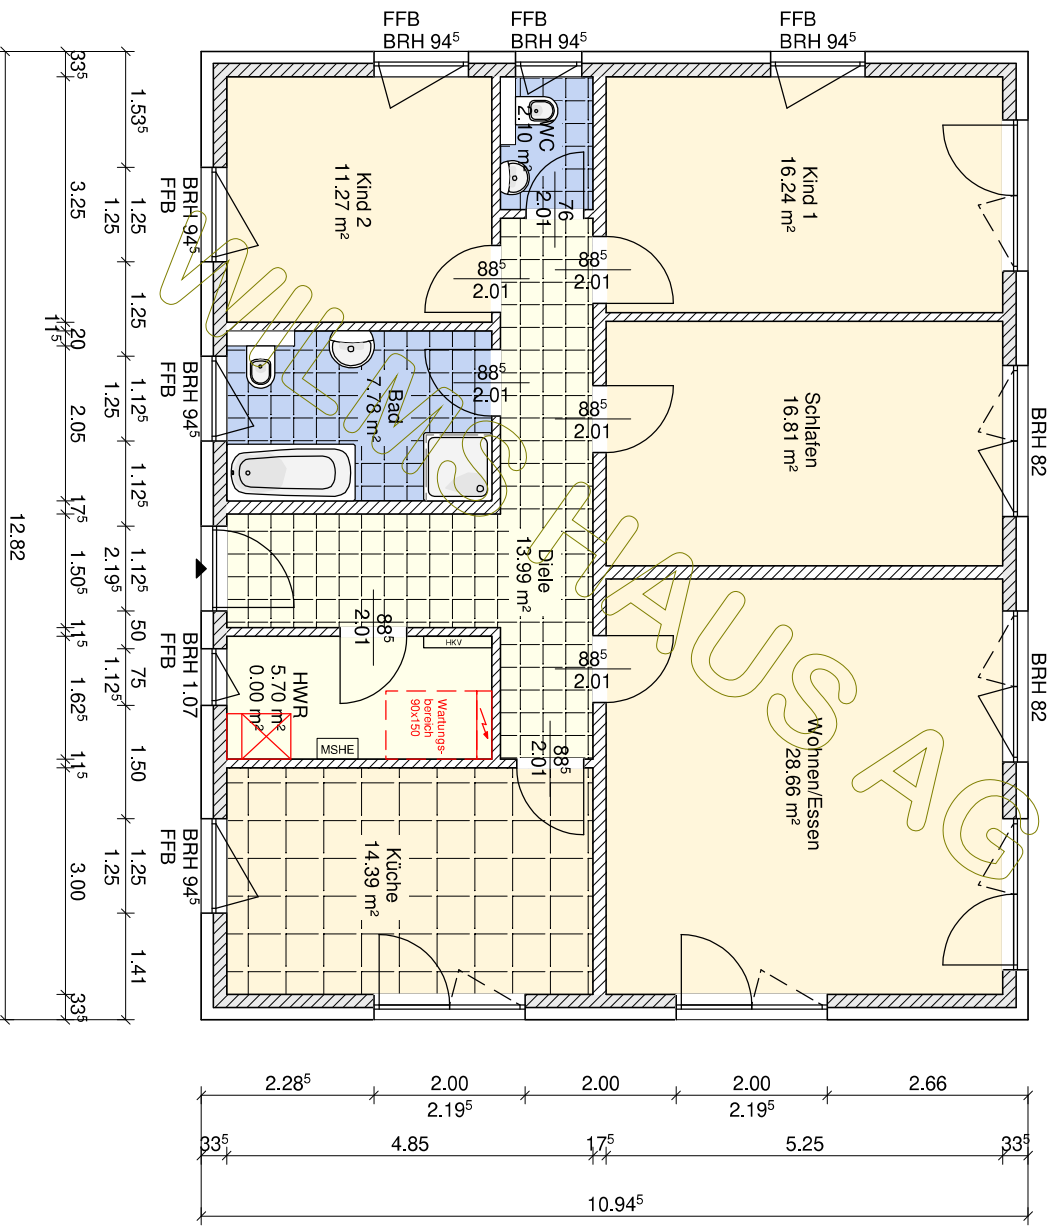 FFB
BRH 94⁵
FFB
BRH 94⁵
FFB
BRH 94⁵
Kind 2
11.27 m²
WC
2.10 m²
Kind 1
16.24 m²
76
2.01
88⁵
2.01
88⁵
2.01
88⁵
2.01
88⁵
2.01
Bad
7.78 m²
Schlafen
16.81 m²
Diele
13.99 m²
88⁵
2.01
88⁵
2.01
88⁵
2.01
HKV
HWR
5.70 m²
0.00 m²
Wartungs-
bereich
90x150
MSHE
Wohnen/Essen
28.66 m²
Küche
14.39 m²
BRH 82
BRH 82
BRH 94⁵
FFB
BRH 94⁵
FFB
BRH 1.07
FFB
BRH 94⁵
FFB
WILMS HAUS AG
1.53⁵
1.25
1.25
1.25
1.12⁵
1.25
1.12⁵
1.12⁵
2.19⁵
50
75
1.12⁵
1.50
1.25
1.25
1.41
33⁵
3.25
20
11⁵
2.05
17⁵
1.50⁵
11⁵
1.62⁵
11⁵
3.00
33⁵
12.82
2.28⁵
2.00
2.19⁵
2.00
2.00
2.19⁵
2.66
33⁵
4.85
17⁵
5.25
33⁵
10.94⁵